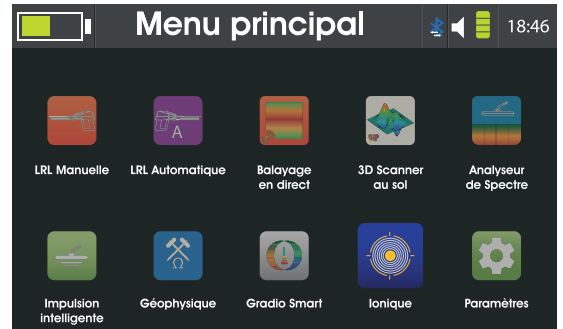 Menu principal
18:46
A
LRL Manuelle
LRL Automatique
Balayage
en direct
3D Scanner
au sol
Analyseur
de Spectre
Ω
Impulsion
intelligente
Géophysique
Gradio Smart
Ionique
Paramètres